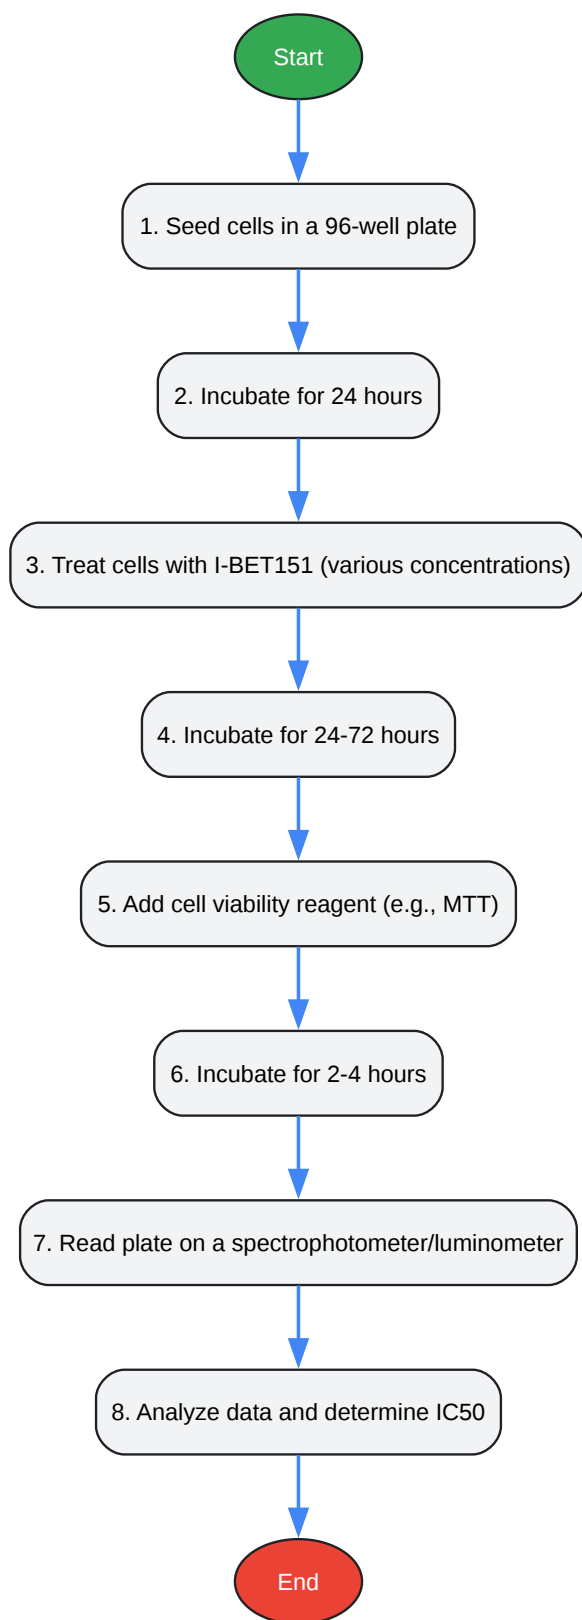 Start
1. Seed cells in a 96-well plate
2. Incubate for 24 hours
3. Treat cells with I-BET151 (various concentrations)
4. Incubate for 24-72 hours
5. Add cell viability reagent (e.g., MTT)
6. Incubate for 2-4 hours
7. Read plate on a spectrophotometer/luminometer
8. Analyze data and determine IC50
End